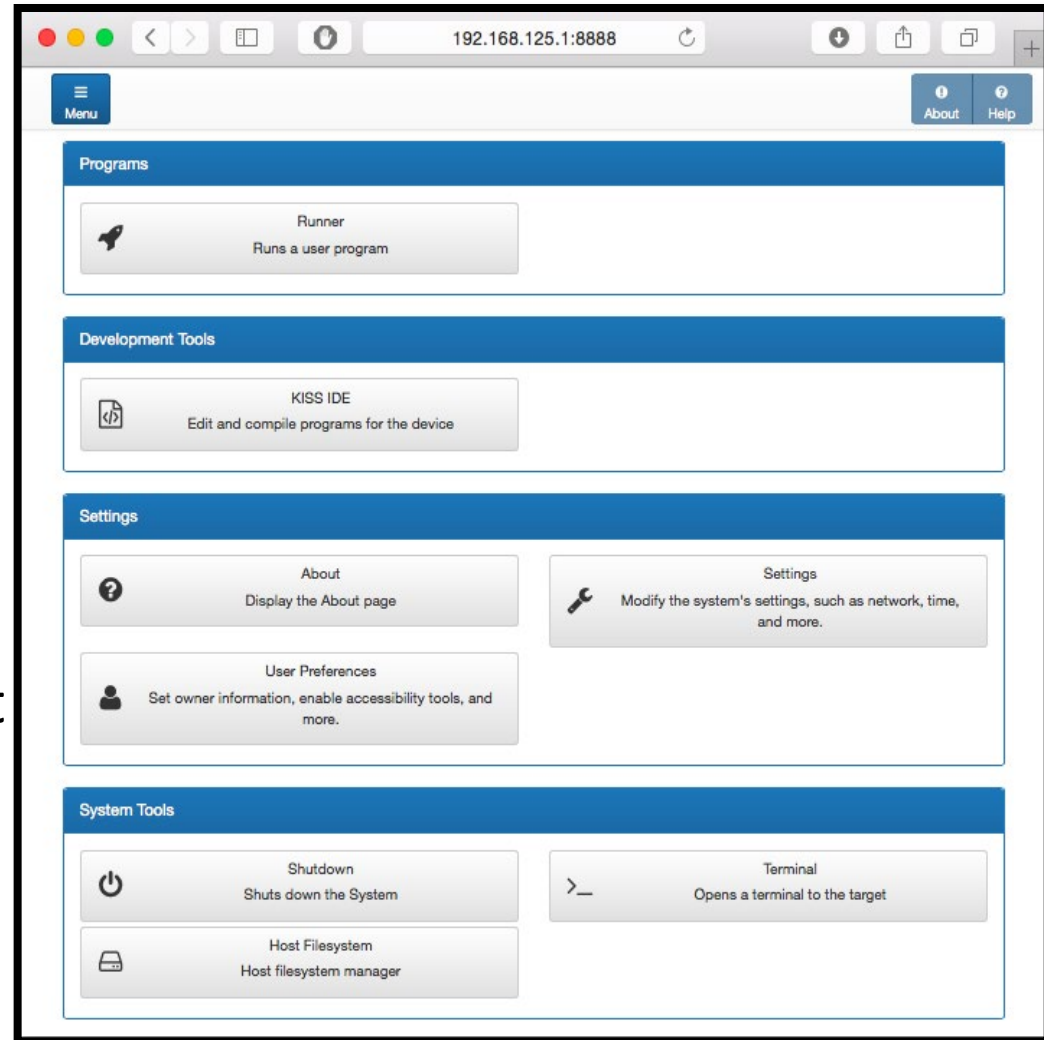 192.168.125.1:8888
Menu
About
Help
Programs
Runner
Runs a user program
Development Tools
KISS IDE
Edit and compile programs for the device
Settings
About
Display the About page
Settings
Modify the system's settings, such as network, time,
and more.
User Preferences
Set owner information, enable accessibility tools, and
more.
t
System Tools
Shutdown
Shuts down the System
Terminal
Opens a terminal to the target
Host Filesystem
Host filesystem manager